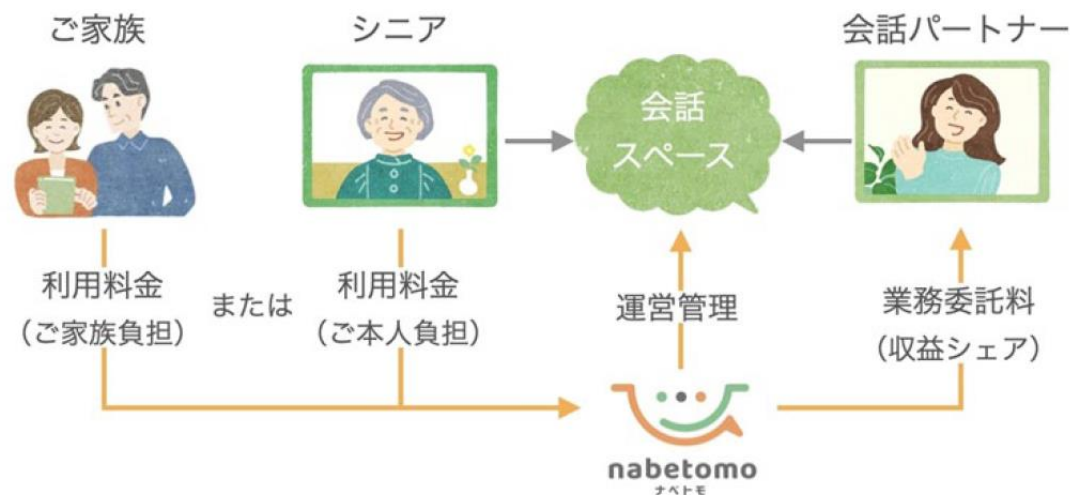 ご家族
シニア
会話パートナー
会話
スペース
利用料金
（ご家族負担）
または
利用料金
（ご本人負担）
運営管理
業務委託料
（収益シェア）
nabetomo
ナベトモ